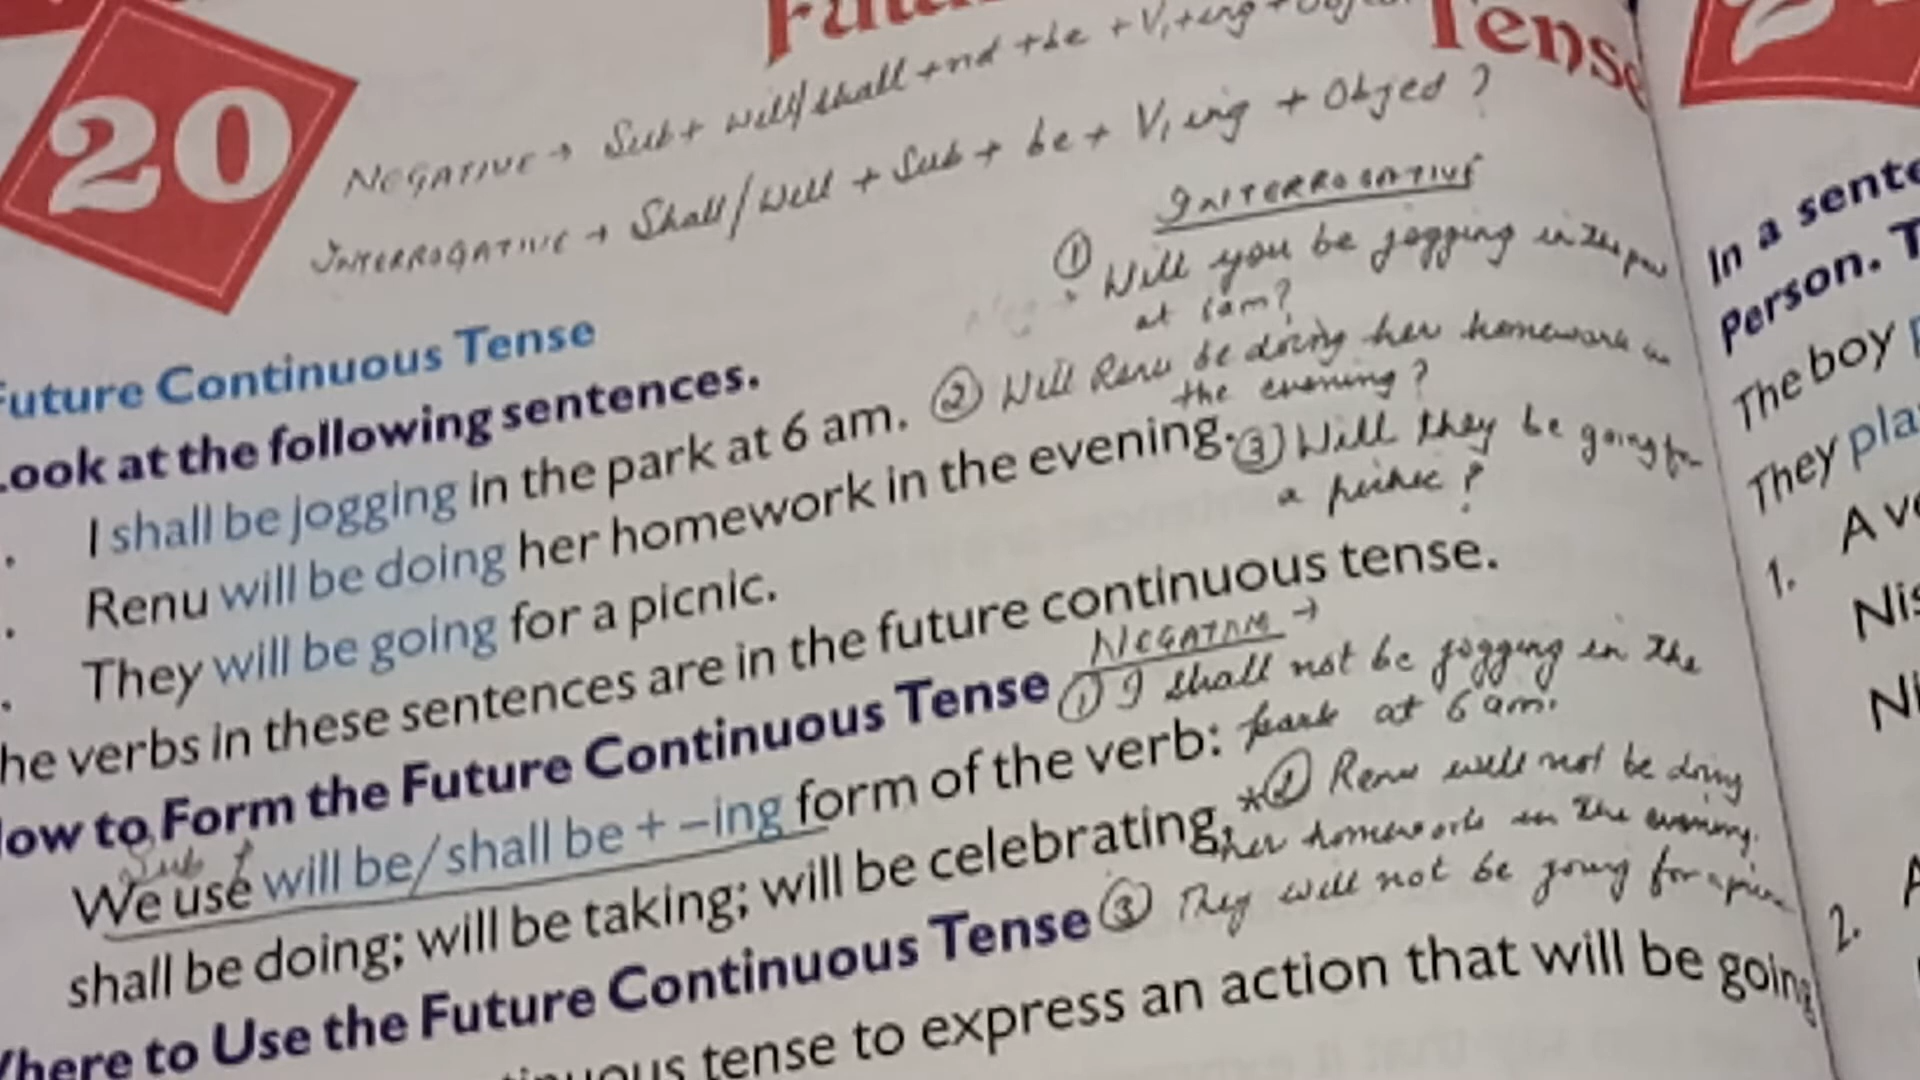 Tense
20
NEGATIVE → Sub + will/shall + not + be + V1 + ing +
INTERROGATIVE → Shall/Will + Sub + be + V1 ing + Object ?
INTERROGATIVE
① Will you be jogging in the
at 6am?
Future Continuous Tense
② Will Renu be doing her homework in
the evening?
Look at the following sentences.
③ Will they be going for
a picnic?
I shall be jogging in the park at 6 am.
Renu will be doing her homework in the evening.
They will be going for a picnic.
he verbs in these sentences are in the future continuous tense.
NEGATIVE →
① I shall not be jogging in the
park at 6 am.
How to Form the Future Continuous Tense
Sub +
We use will be/shall be + –ing form of the verb:
* ② Renu will not be doing
her homework in the evening.
shall be doing; will be taking; will be celebrating.
③ They will not be going for a
Where to Use the Future Continuous Tense
tinuous tense to express an action that will be going
In a sente
Person. T
The boy p
They pla
1. A ve
Nis
Ni
2. A